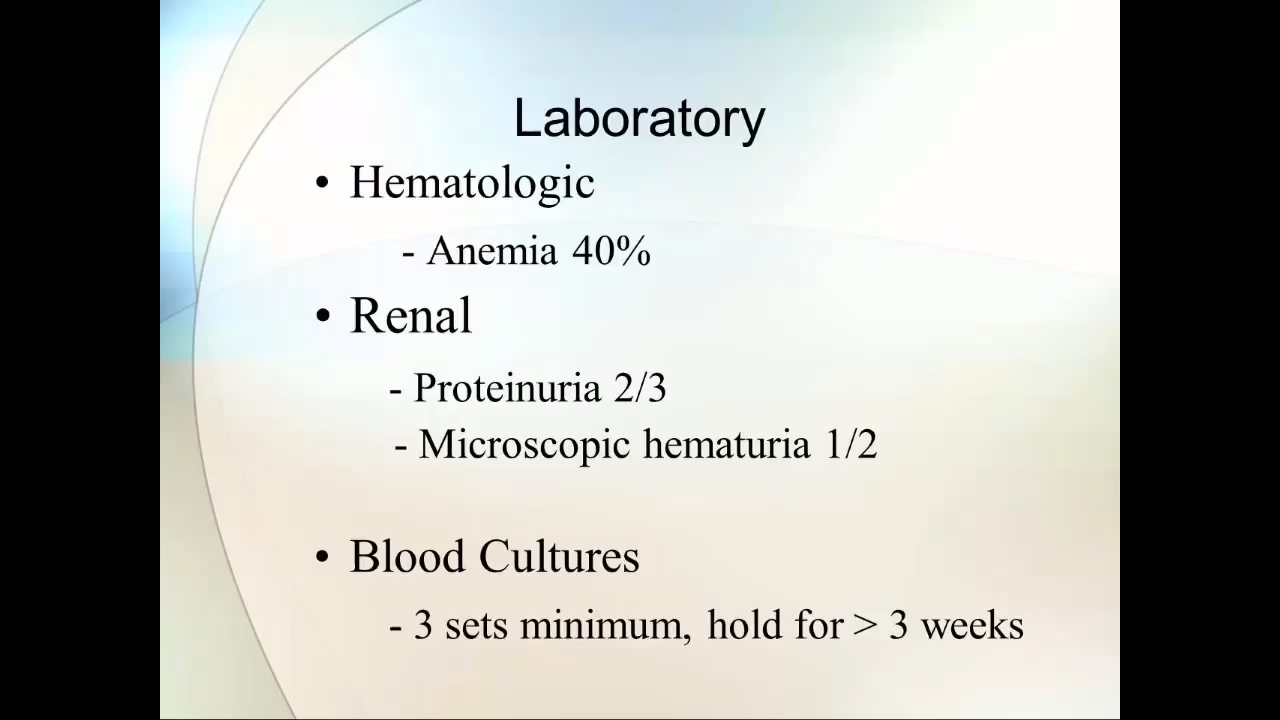 Laboratory
• Hematologic
- Anemia 40%
• Renal
- Proteinuria 2/3
- Microscopic hematuria 1/2
• Blood Cultures
- 3 sets minimum, hold for > 3 weeks